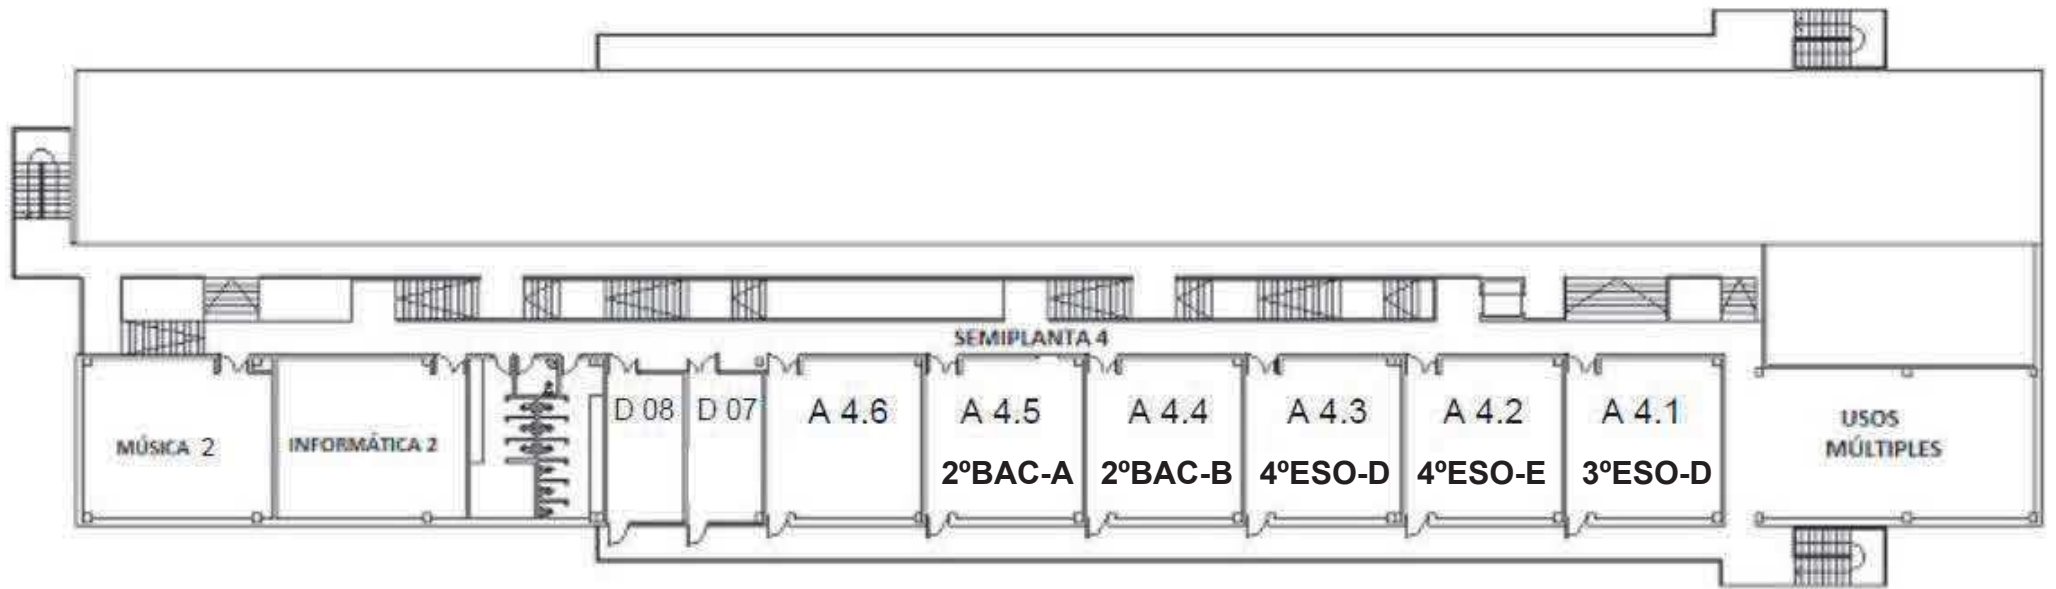 SEMIPLANTA 4
MÚSICA 2
INFORMÁTICA 2
D 08
D 07
A 4.6
A 4.5
2ºBAC-A
A 4.4
2ºBAC-B
A 4.3
4ºESO-D
A 4.2
4ºESO-E
A 4.1
3ºESO-D
USOS
MÚLTIPLES